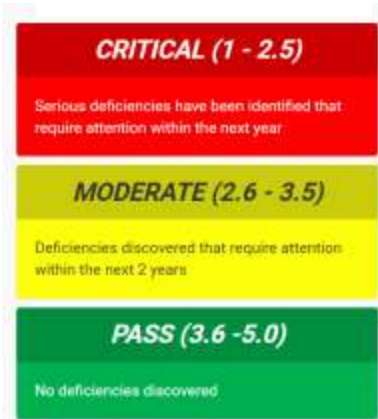 CRITICAL (1 - 2.5)
Serious deficiencies have been identified that
require attention within the next year
MODERATE (2.6 - 3.5)
Deficiencies discovered that require attention
within the next 2 years
PASS (3.6 -5.0)
No deficiencies discovered